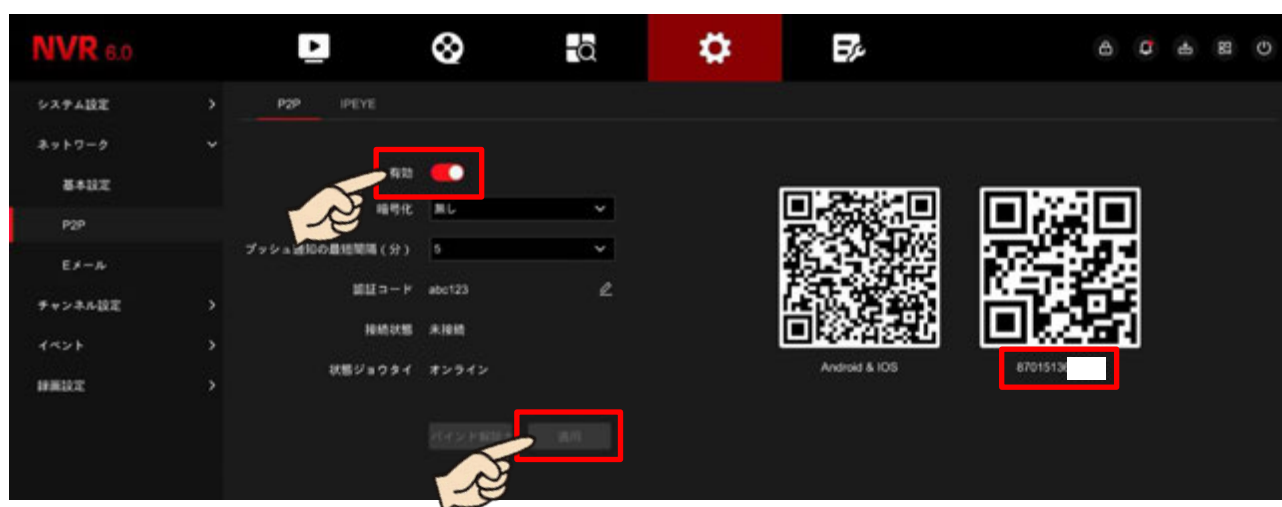 NVR 6.0
システム設定
ネットワーク
基本設定
P2P
Eメール
チャンネル設定
イベント
録画設定
P2P IPEYE
有効
暗号化 無し
プッシュ通知の最短間隔(分) 5
認証コード abc123
接続状態 未接続
状態ジョウタイ オンライン
バインド解除 適用
Android & IOS
87015136